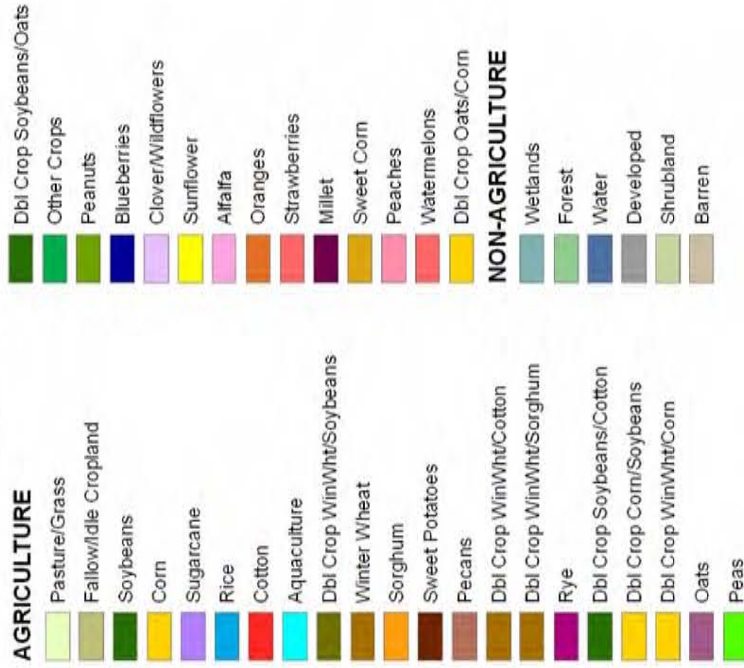 AGRICULTURE
Pasture/Grass
Fallow/Idle Cropland
Soybeans
Corn
Sugarcane
Rice
Cotton
Aquaculture
Dbl Crop WinWht/Soybeans
Winter Wheat
Sorghum
Sweet Potatoes
Pecans
Dbl Crop WinWht/Cotton
Dbl Crop WinWht/Sorghum
Rye
Dbl Crop Soybeans/Cotton
Dbl Crop Corn/Soybeans
Dbl Crop WinWht/Corn
Oats
Peas
Dbl Crop Soybeans/Oats
Other Crops
Peanuts
Blueberries
Clover/Wildflowers
Sunflower
Alfalfa
Oranges
Strawberries
Millet
Sweet Corn
Peaches
Watermelons
Dbl Crop Oats/Corn
NON-AGRICULTURE
Wetlands
Forest
Water
Developed
Shrubland
Barren